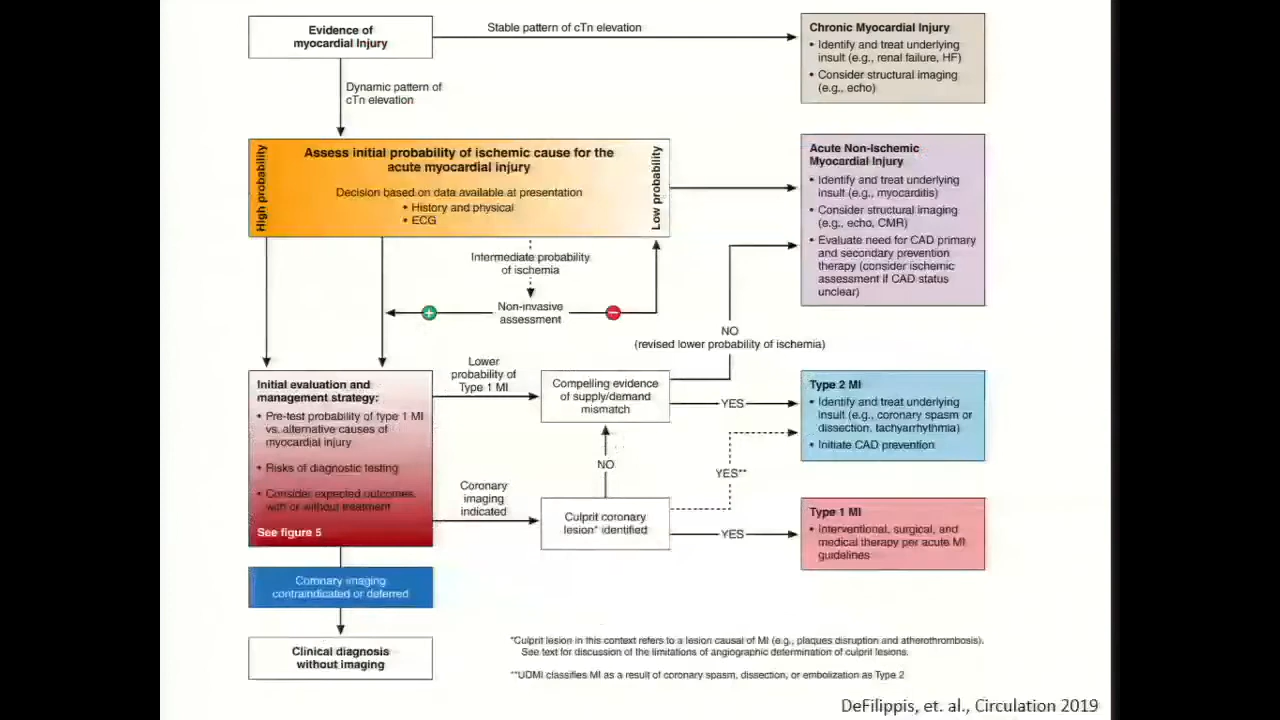 Evidence of
myocardial Injury
Stable pattern of cTn elevation
Chronic Myocardial Injury
• Identify and treat underlying
insult (e.g., renal failure, HF)
• Consider structural imaging
(e.g., echo)
Dynamic pattern of
cTn elevation
High probability
Assess initial probability of ischemic cause for the
acute myocardial injury
Decision based on data available at presentation
• History and physical
• ECG
Low probability
Acute Non-Ischemic
Myocardial Injury
• Identify and treat underlying
insult (e.g., myocarditis)
• Consider structural imaging
(e.g., echo, CMR)
• Evaluate need for CAD primary
and secondary prevention
therapy (consider ischemic
assessment if CAD status
unclear)
Intermediate probability
of ischemia
+
Non-invasive
assessment
−
NO
(revised lower probability of ischemia)
Initial evaluation and
management strategy:
• Pre-test probability of type 1 MI
vs. alternative causes of
myocardial injury
• Risks of diagnostic testing
• Consider expected outcomes
with or without treatment
See figure 5
Lower
probability of
Type 1 MI
Compelling evidence
of supply/demand
mismatch
YES
Type 2 MI
• Identify and treat underlying
insult (e.g., coronary spasm or
dissection, tachyarrhythmia)
• Initiate CAD prevention
NO
YES**
Coronary
imaging
indicated
Culprit coronary
lesion* identified
YES
Type 1 MI
• Interventional, surgical, and
medical therapy per acute MI
guidelines
Coronary imaging
contraindicated or deferred
Clinical diagnosis
without imaging
*Culprit lesion in this context refers to a lesion causal of MI (e.g., plaques disruption and atherothrombosis).
See text for discussion of the limitations of angiographic determination of culprit lesions.
**UDMI classifies MI as a result of coronary spasm, dissection, or embolization as Type 2
DeFilippis, et. al., Circulation 2019